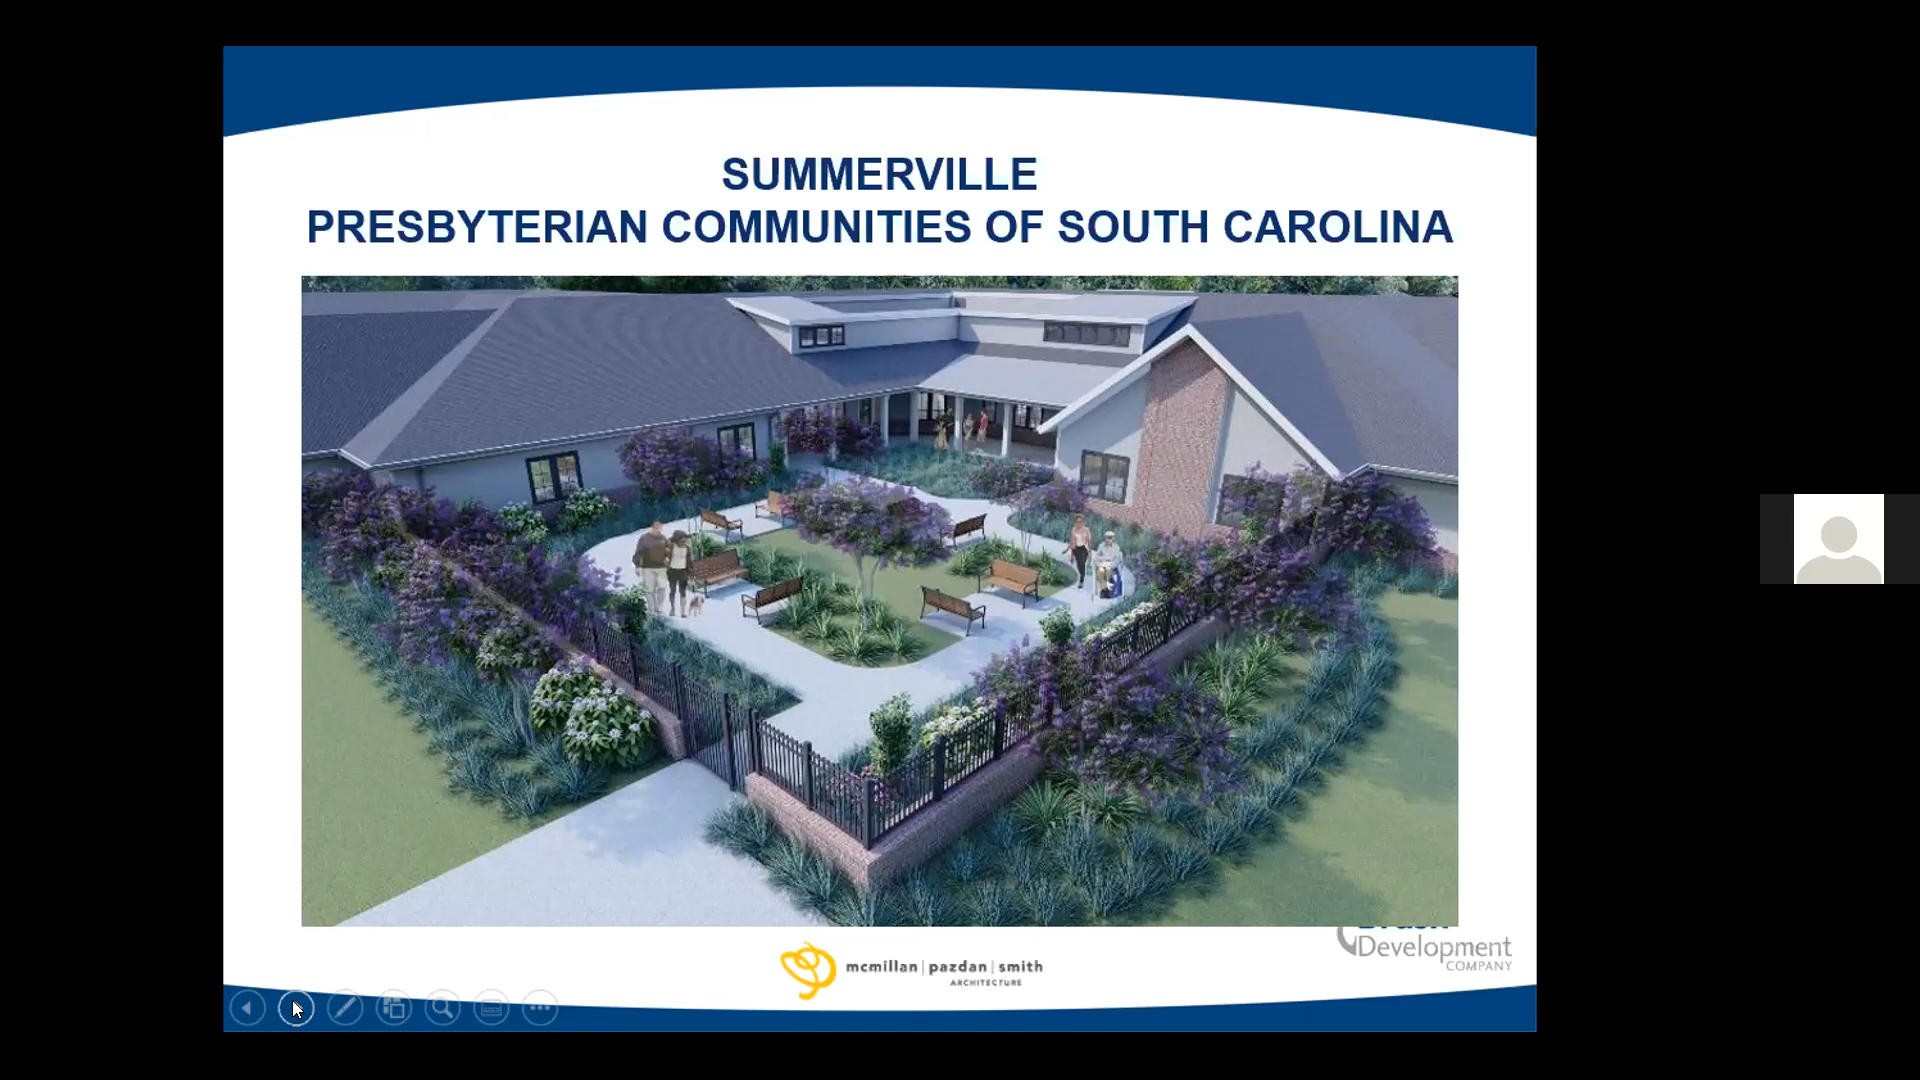 SUMMERVILLE
PRESBYTERIAN COMMUNITIES OF SOUTH CAROLINA
Development
COMPANY
mcmillan | pazdan | smith
ARCHITECTURE